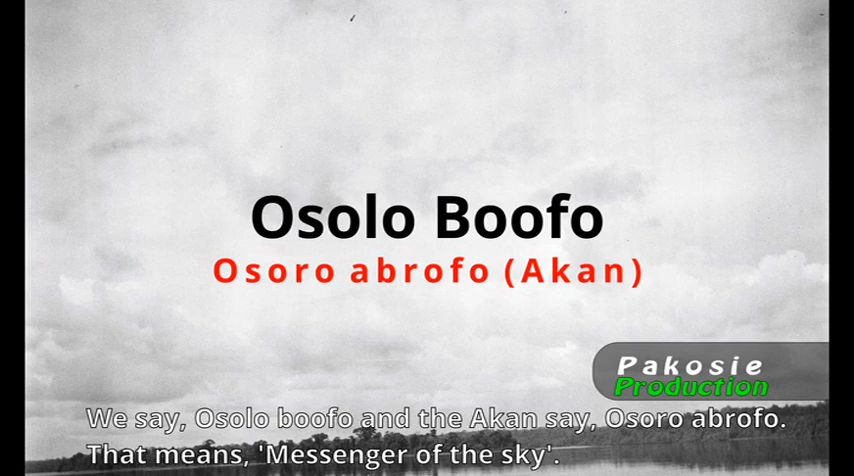 Osolo Boofo
Osoro abrofo (Akan)
Pakosie
Production
We say, Osolo boofo and the Akan say, Osoro abrofo.
That means, 'Messenger of the sky'.